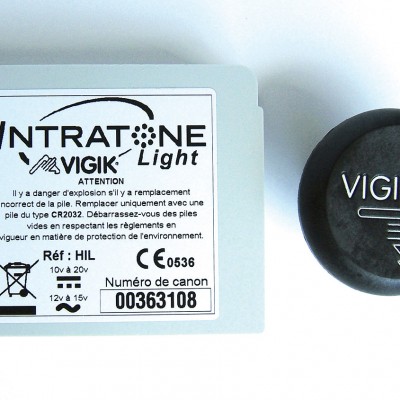 INTRATONE
VIGIK Light
ATTENTION
Il y a danger d'explosion s'il y a remplacement
incorrect de la pile. Remplacer uniquement avec une
pile du type CR2032. Débarrassez-vous des piles
vides en respectant les règlements en
vigueur en matière de protection de l'environnement.
Réf : HIL
10v à 20v
12v à 15v
CE 0536
Numéro de canon
00363108
VIGIK